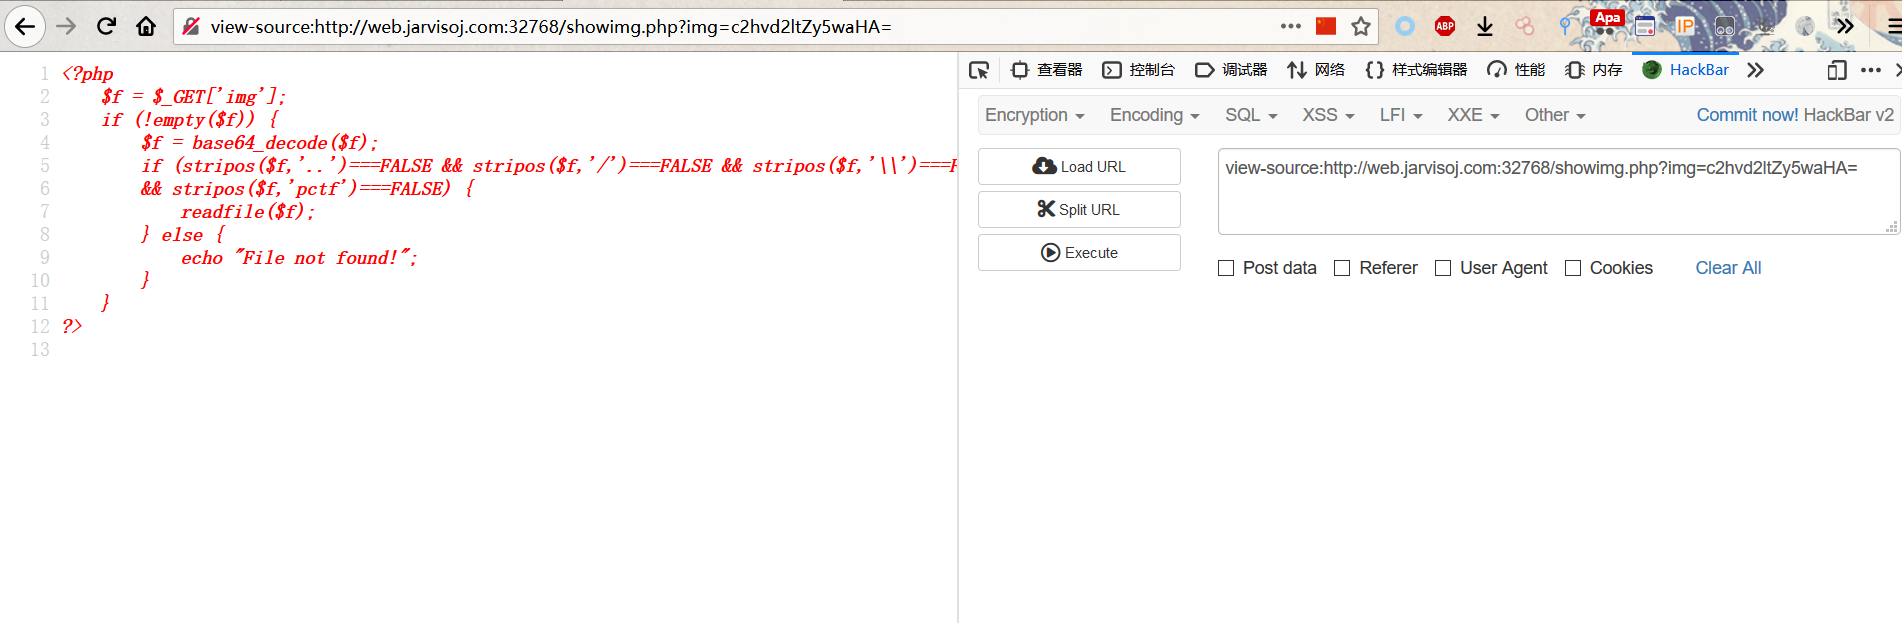 view-source:http://web.jarvisoj.com:32768/showimg.php?img=c2hvd2ltZy5waHA=
ABP
Apa
IP
1 <?php
2 $f = $_GET['img'];
3 if (!empty($f)) {
4 $f = base64_decode($f);
5 if (stripos($f,'..')===FALSE && stripos($f,'/')===FALSE && stripos($f,'\\')===F
6 && stripos($f,'pctf')===FALSE) {
7 readfile($f);
8 } else {
9 echo "File not found!";
10 }
11 }
12 ?>
13
查看器 控制台 调试器 网络 样式编辑器 性能 内存 HackBar
Encryption Encoding SQL XSS LFI XXE Other Commit now! HackBar v2
Load URL
Split URL
Execute
view-source:http://web.jarvisoj.com:32768/showimg.php?img=c2hvd2ltZy5waHA=
Post data Referer User Agent Cookies Clear All